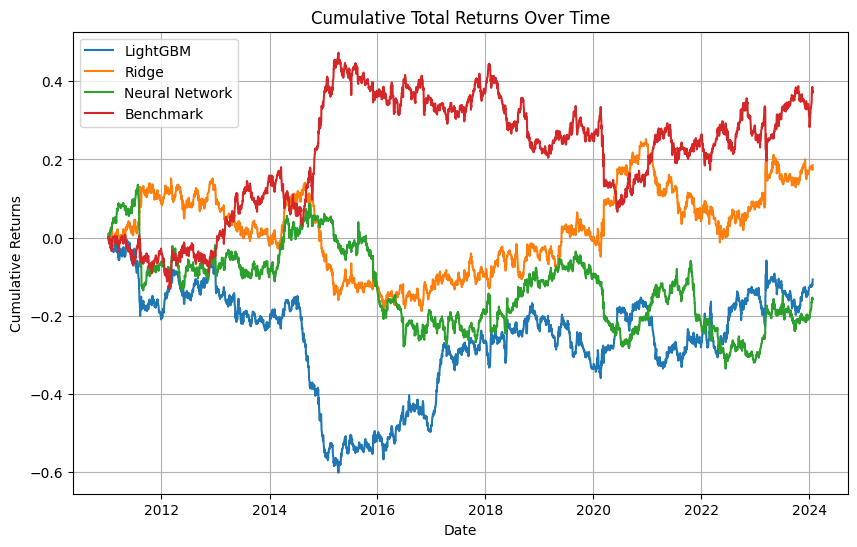 Cumulative Total Returns Over Time
LightGBM
Ridge
Neural Network
Benchmark
Cumulative Returns
0.4
0.2
0.0
−0.2
−0.4
−0.6
2012 2014 2016 2018 2020 2022 2024
Date